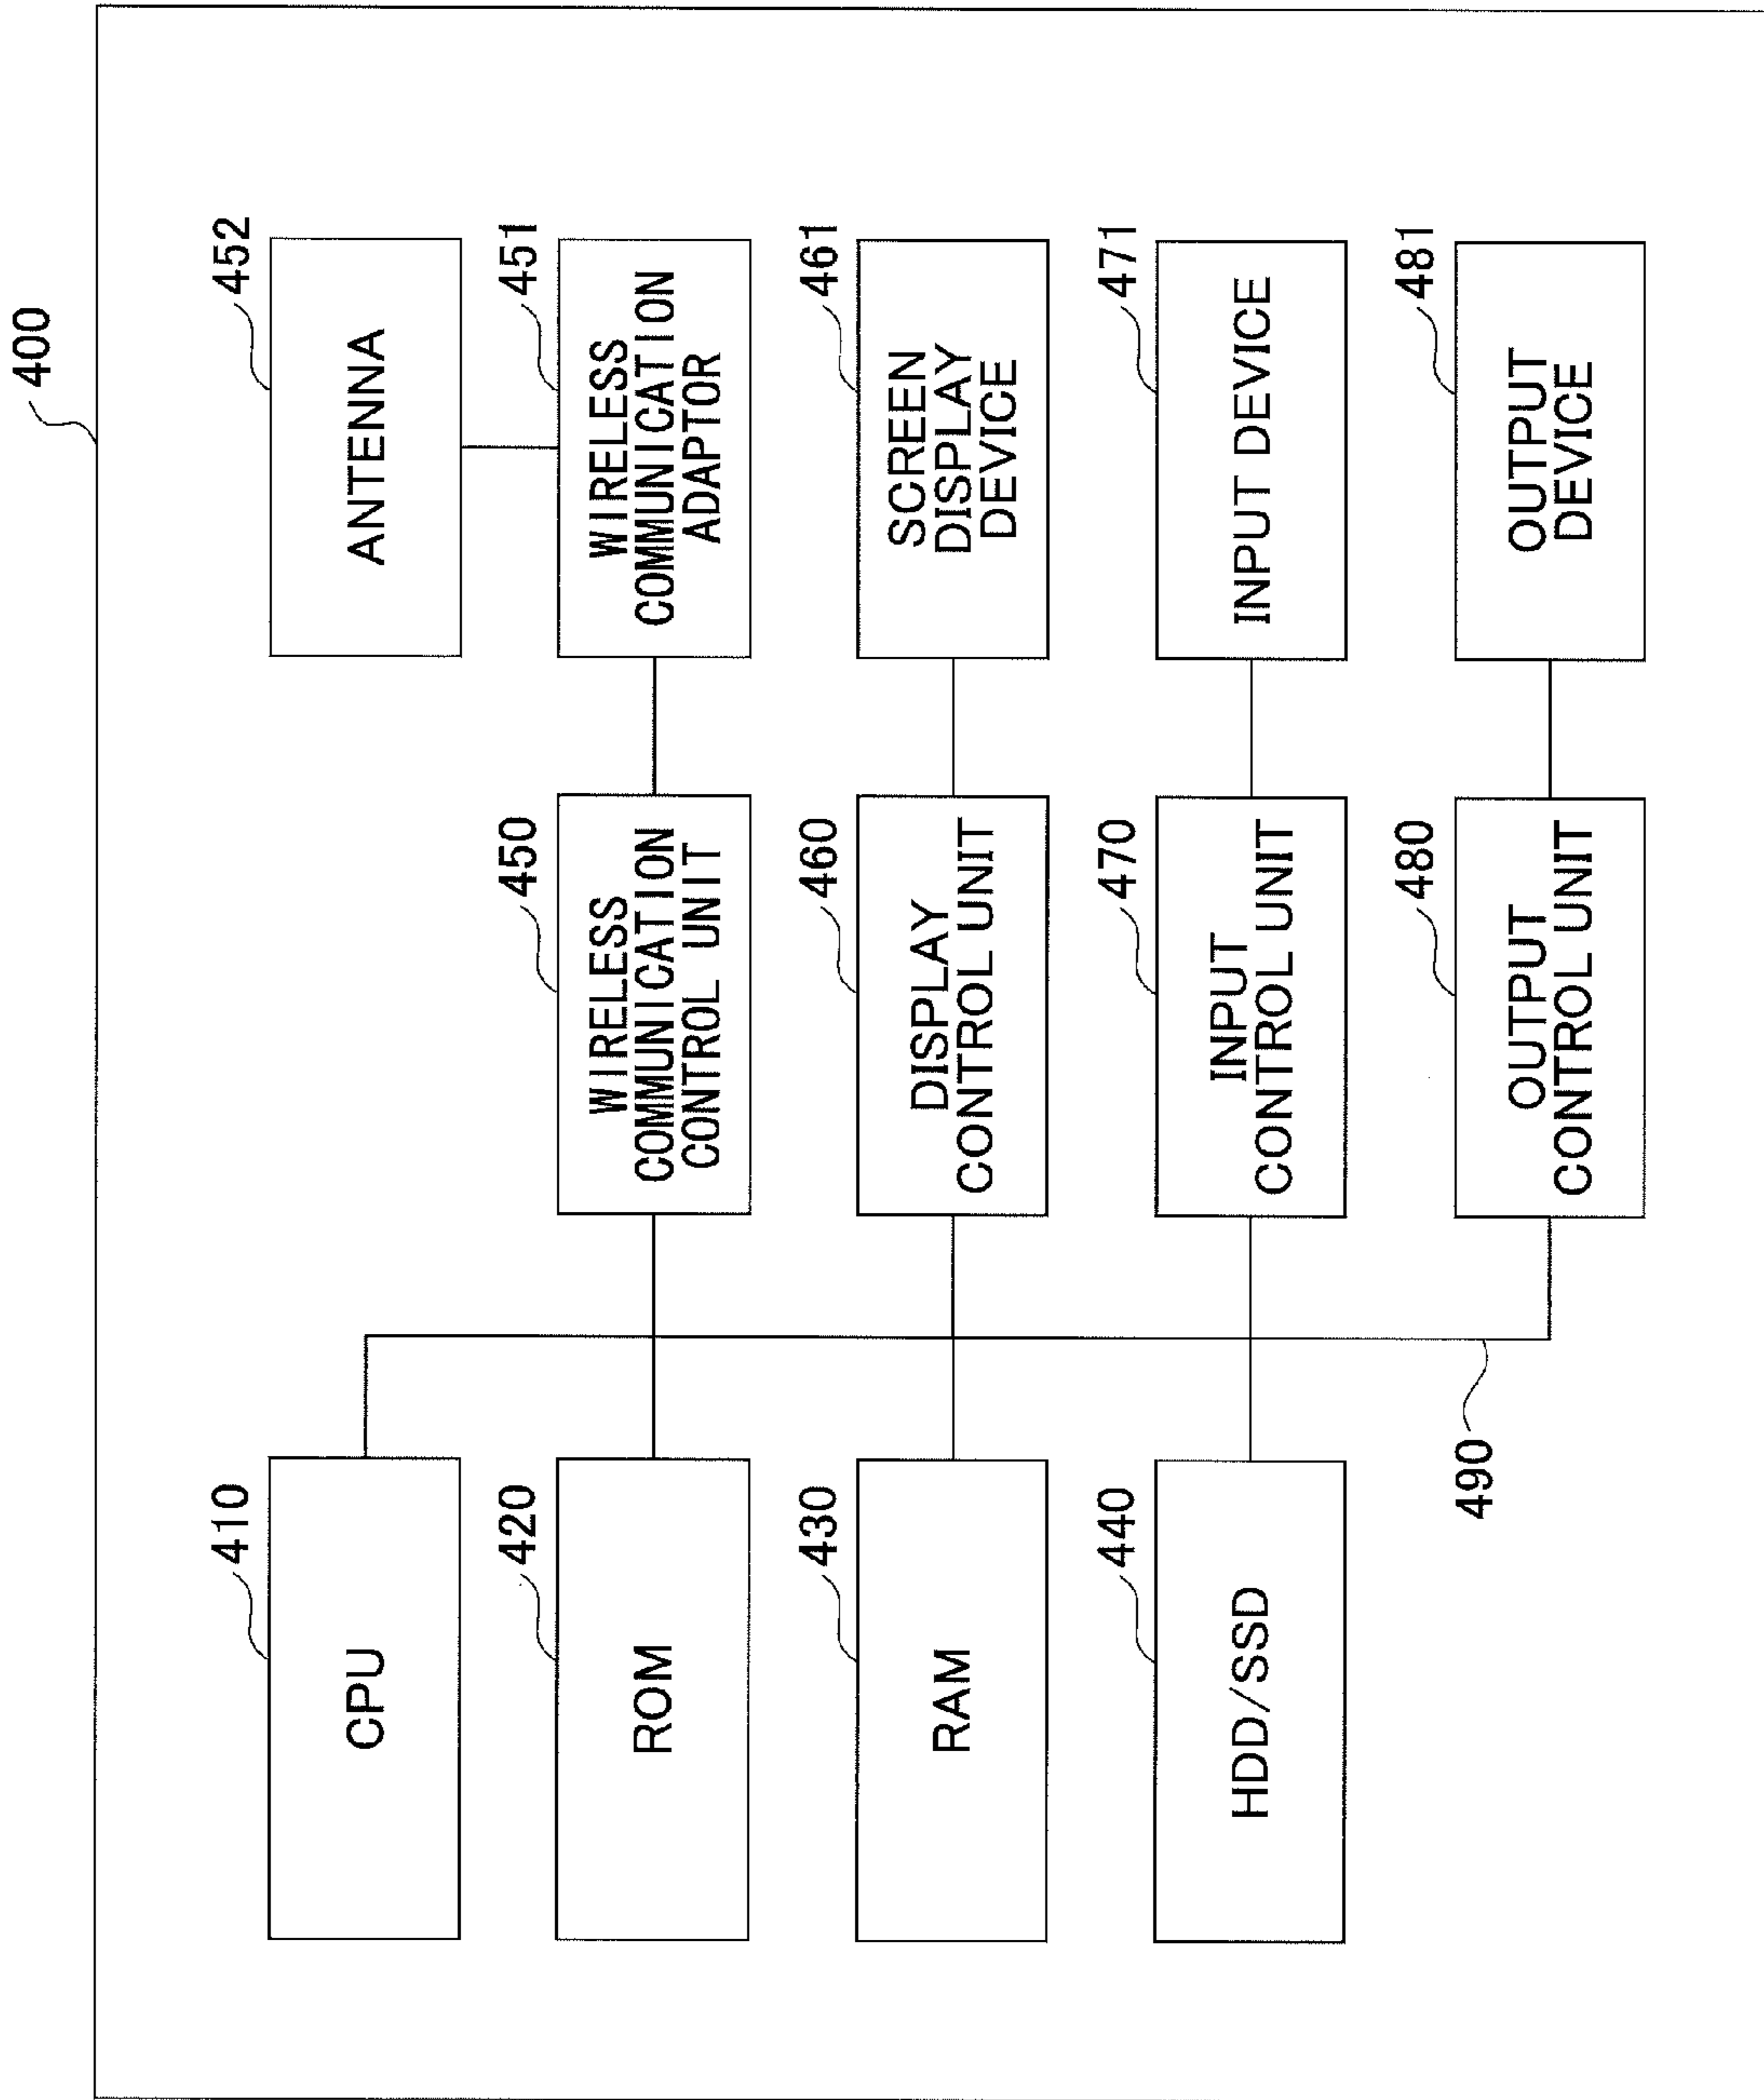 400
410
CPU
420
ROM
430
RAM
440
HDD/SSD
490
450
WIRELESS
COMMUNICATION
CONTROL UNIT
460
DISPLAY
CONTROL UNIT
470
INPUT
CONTROL UNIT
480
OUTPUT
CONTROL UNIT
452
ANTENNA
451
WIRELESS
COMMUNICATION
ADAPTOR
461
SCREEN
DISPLAY
DEVICE
471
INPUT DEVICE
481
OUTPUT
DEVICE